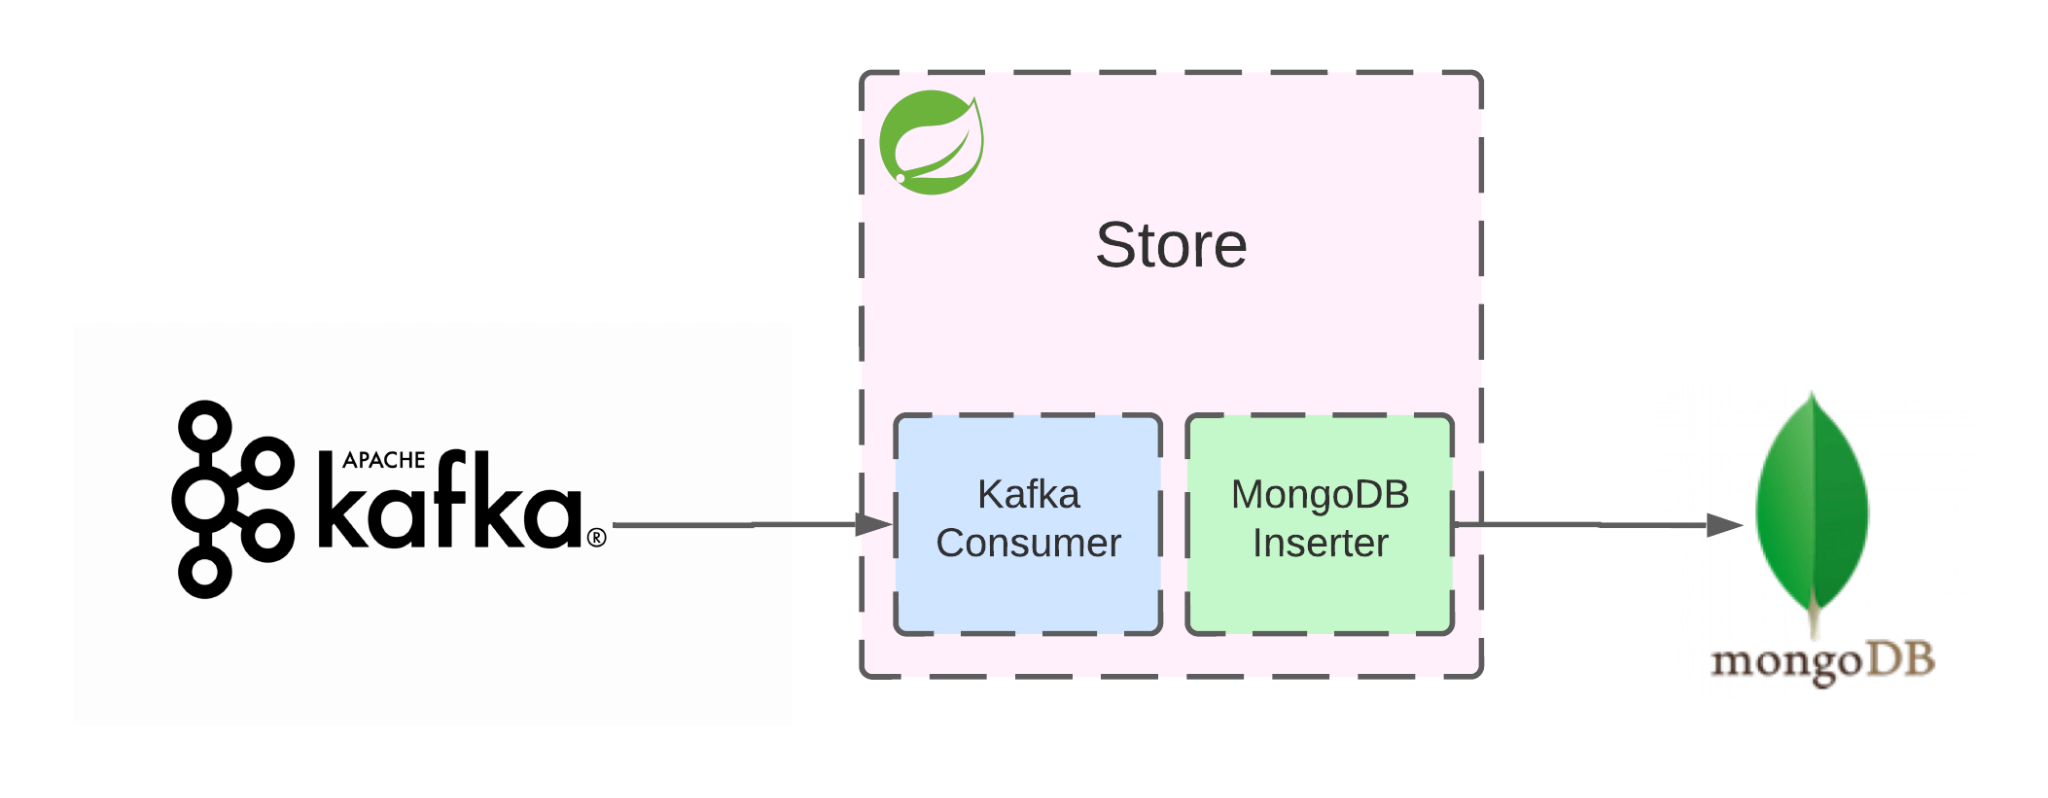 Store
APACHE
kafka®
Kafka
Consumer
MongoDB
Inserter
mongoDB